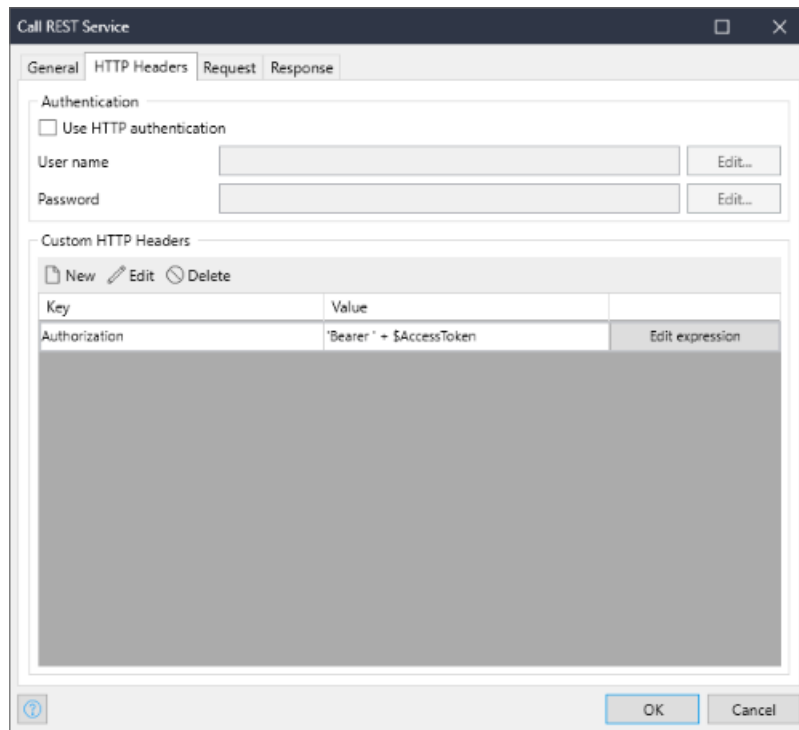 Call REST Service
General HTTP Headers Request Response
Authentication
Use HTTP authentication
User name Edit...
Password Edit...
Custom HTTP Headers
New Edit Delete
Key Value
Authorization 'Bearer ' + $AccessToken Edit expression
? OK Cancel